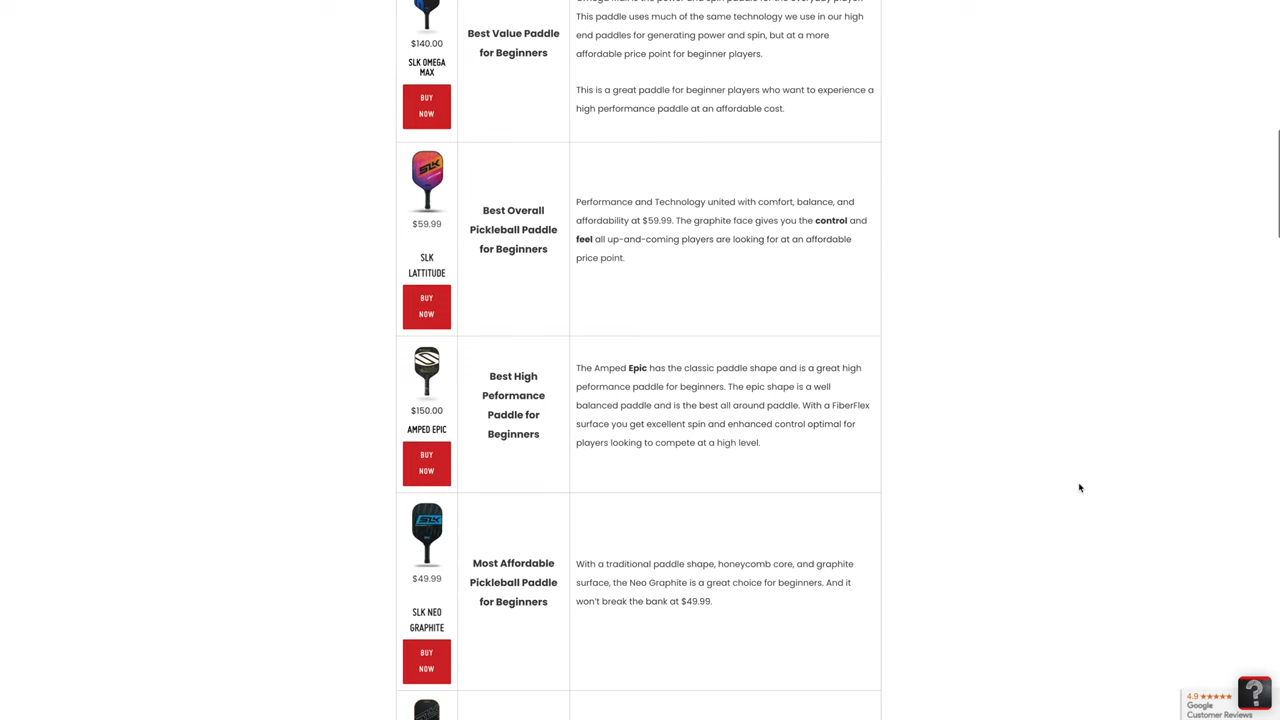 This paddle uses much of the same technology we use in our high
end paddles for generating power and spin, but at a more
affordable price point for beginner players.
This is a great paddle for beginner players who want to experience a
high performance paddle at an affordable cost.
Best Value Paddle
for Beginners
$140.00
SLK OMEGA
MAX
BUY
NOW
SLK
$59.99
SLK
LATTITUDE
BUY
NOW
Best Overall
Pickleball Paddle
for Beginners
Performance and Technology united with comfort, balance, and
affordability at $59.99. The graphite face gives you the control and
feel all up-and-coming players are looking for at an affordable
price point.
$150.00
AMPED EPIC
BUY
NOW
Best High
Peformance
Paddle for
Beginners
The Amped Epic has the classic paddle shape and is a great high
peformance paddle for beginners. The epic shape is a well
balanced paddle and is the best all around paddle. With a FiberFlex
surface you get excellent spin and enhanced control optimal for
players looking to compete at a high level.
SLK
$49.99
SLK NEO
GRAPHITE
BUY
NOW
Most Affordable
Pickleball Paddle
for Beginners
With a traditional paddle shape, honeycomb core, and graphite
surface, the Neo Graphite is a great choice for beginners. And it
won't break the bank at $49.99.
4.9 ★★★★★
Google
Customer Reviews
?